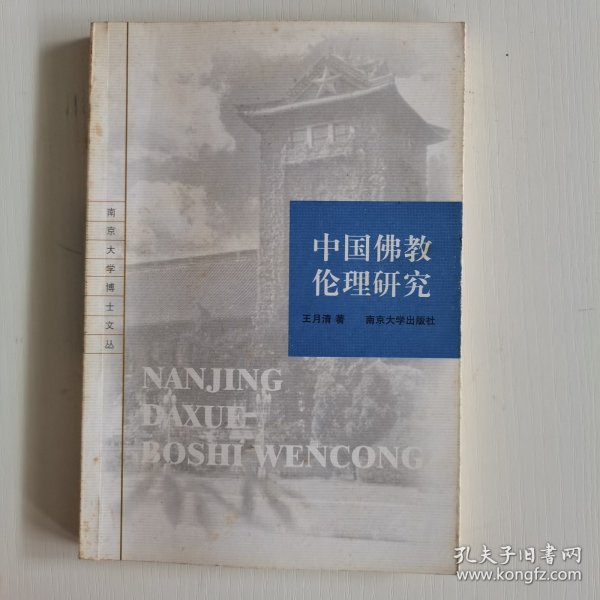 南京大学博士文丛
中国佛教
伦理研究
王月清 著 南京大学出版社
NANJING
DAXUE
BOSHI WENCONG
孔夫子旧书网
www.kongfz.com